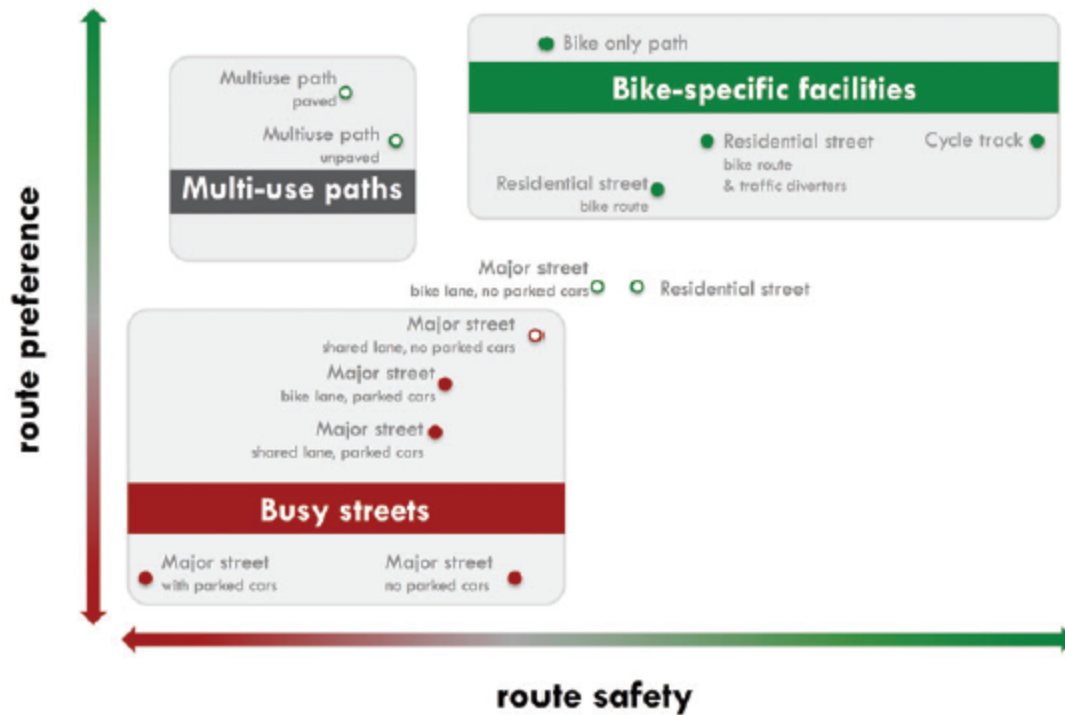 Bike only path
Multiuse path
paved
Bike-specific facilities
Multiuse path
unpaved
Residential street
bike route
& traffic diverters
Cycle track
Multi-use paths
Residential street
bike route
route preference
Major street
bike lane, no parked cars
Residential street
Major street
shared lane, no parked cars
Major street
bike lane, parked cars
Major street
shared lane, parked cars
Busy streets
Major street
with parked cars
Major street
no parked cars
route safety